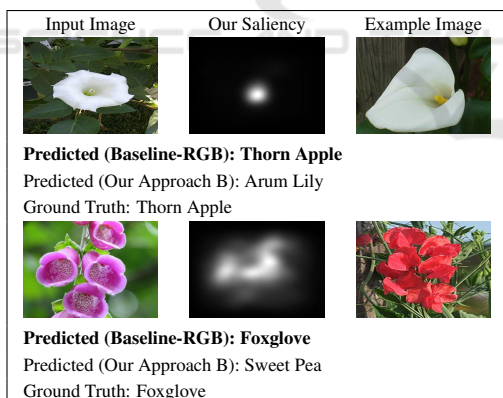 Input Image Our Saliency Example Image
Predicted (Baseline-RGB): Thorn Apple
Predicted (Our Approach B): Arum Lily
Ground Truth: Thorn Apple
Predicted (Baseline-RGB): Foxglove
Predicted (Our Approach B): Sweet Pea
Ground Truth: Foxglove